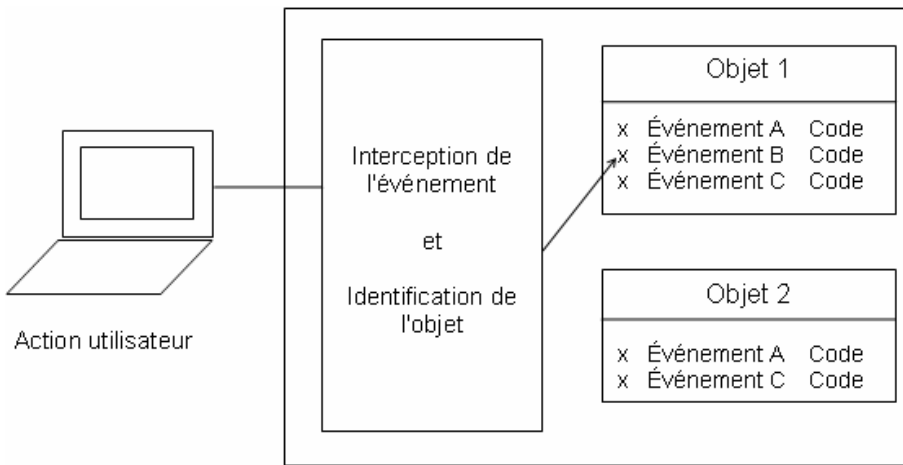 Action utilisateur
Interception de
l'événement
et
Identification de
l'objet
Objet 1
x Événement A Code
x Événement B Code
x Événement C Code
Objet 2
x Événement A Code
x Événement C Code